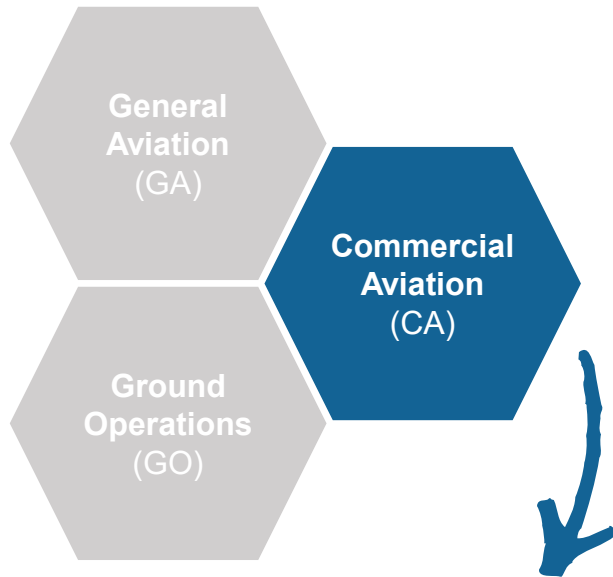 General
Aviation
(GA)
Commercial
Aviation
(CA)
Ground
Operations
(GO)